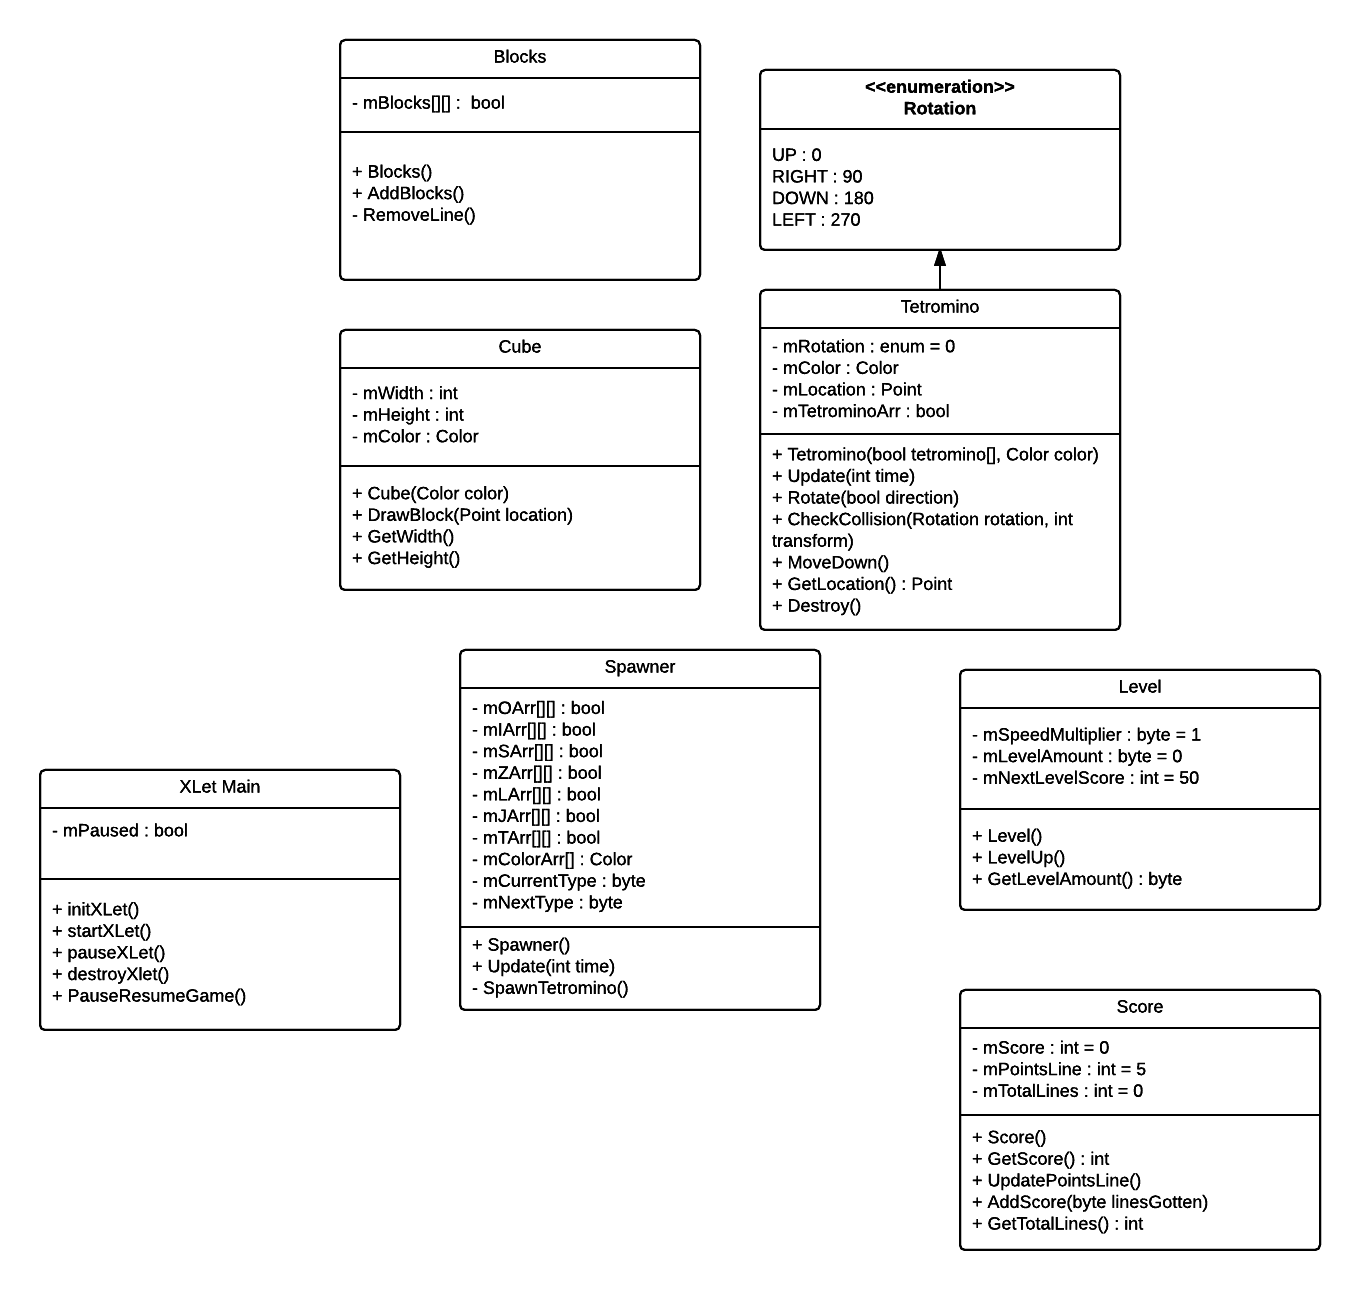 Blocks
- mBlocks[][] :  bool
+ Blocks()
+ AddBlocks()
- RemoveLine()
<<enumeration>>
Rotation
UP : 0
RIGHT : 90
DOWN : 180
LEFT : 270
Cube
- mWidth : int
- mHeight : int
- mColor : Color
+ Cube(Color color)
+ DrawBlock(Point location)
+ GetWidth()
+ GetHeight()
Tetromino
- mRotation : enum = 0
- mColor : Color
- mLocation : Point
- mTetrominoArr : bool
+ Tetromino(bool tetromino[], Color color)
+ Update(int time)
+ Rotate(bool direction)
+ CheckCollision(Rotation rotation, int
transform)
+ MoveDown()
+ GetLocation() : Point
+ Destroy()
Spawner
- mOArr[][] : bool
- mIArr[][] : bool
- mSArr[][] : bool
- mZArr[][] : bool
- mLArr[][] : bool
- mJArr[][] : bool
- mTArr[][] : bool
- mColorArr[] : Color
- mCurrentType : byte
- mNextType : byte
+ Spawner()
+ Update(int time)
- SpawnTetromino()
Level
- mSpeedMultiplier : byte = 1
- mLevelAmount : byte = 0
- mNextLevelScore : int = 50
+ Level()
+ LevelUp()
+ GetLevelAmount() : byte
XLet Main
- mPaused : bool
+ initXLet()
+ startXLet()
+ pauseXLet()
+ destroyXlet()
+ PauseResumeGame()
Score
- mScore : int = 0
- mPointsLine : int = 5
- mTotalLines : int = 0
+ Score()
+ GetScore() : int
+ UpdatePointsLine()
+ AddScore(byte linesGotten)
+ GetTotalLines() : int